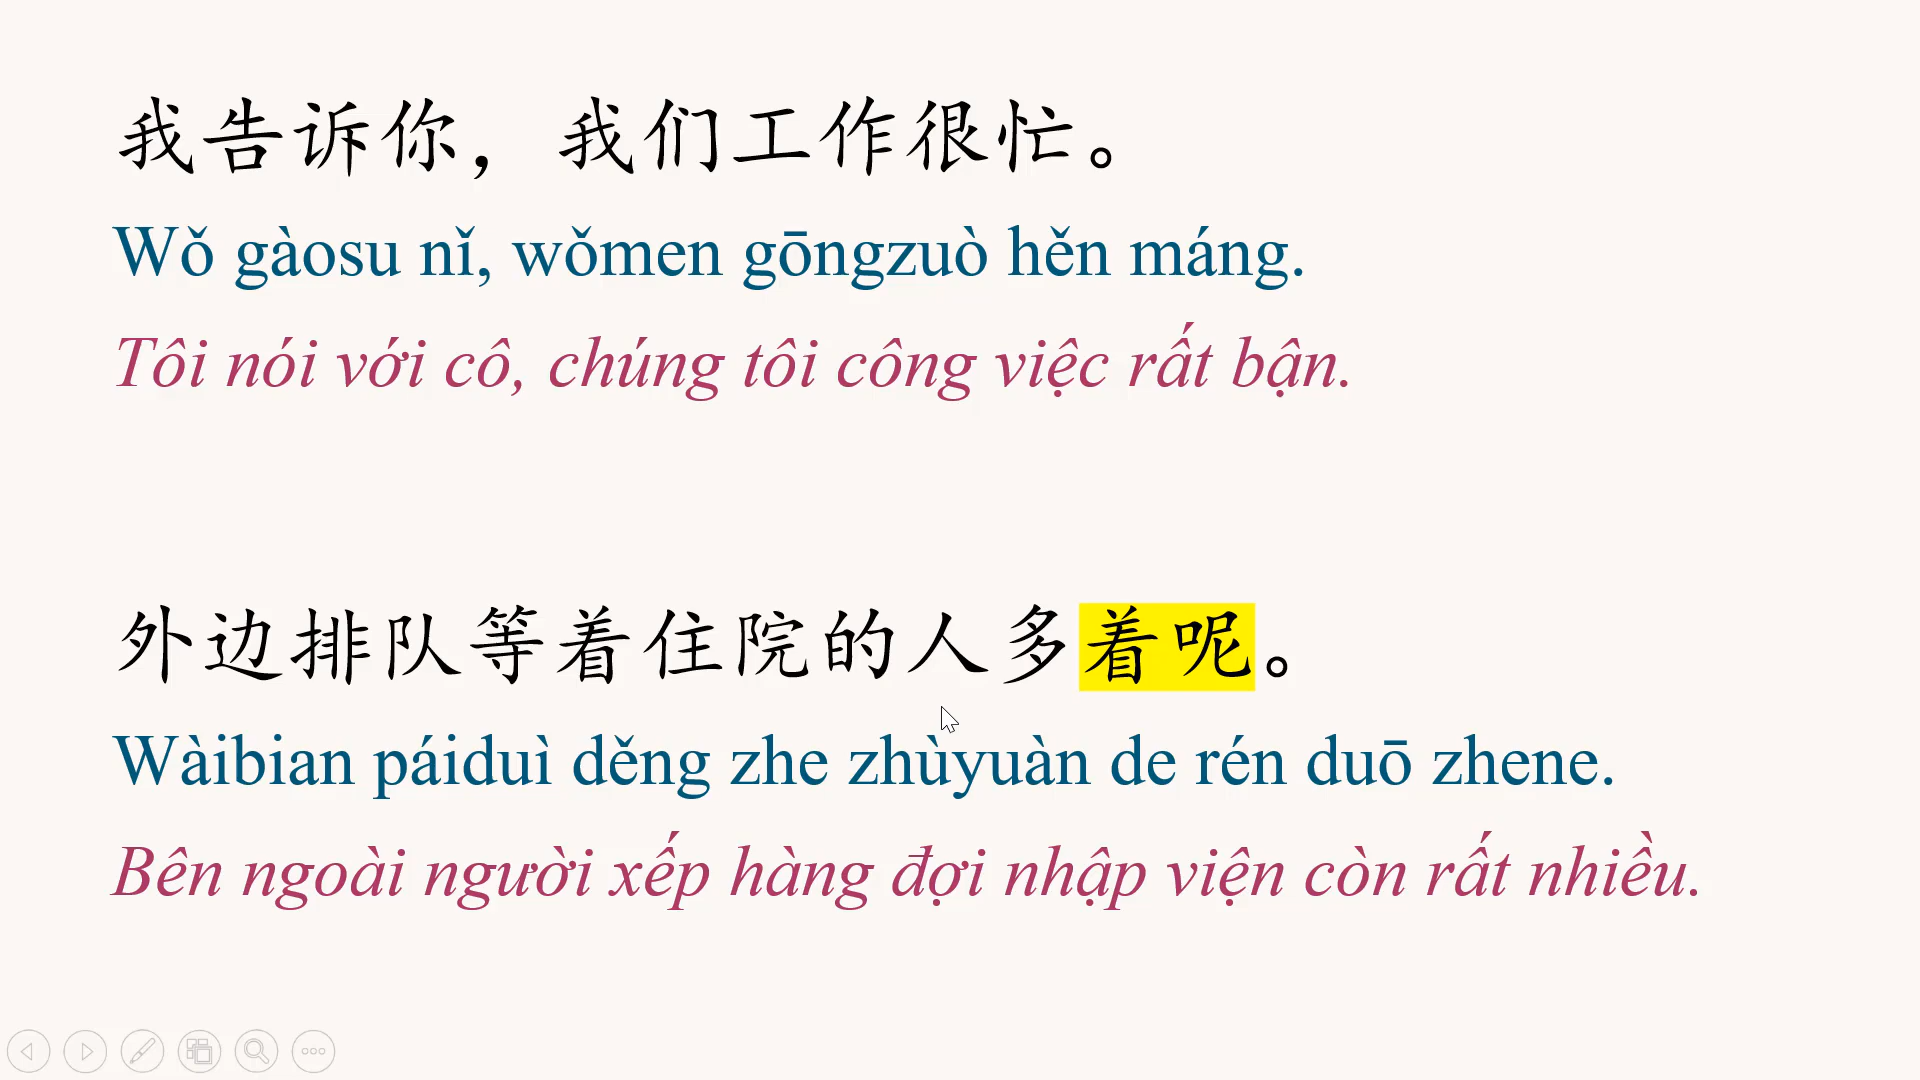 我告诉你，我们工作很忙。
Wǒ gàosu nǐ, wǒmen gōngzuò hěn máng.
Tôi nói với cô, chúng tôi công việc rất bận.
外边排队等着住院的人多着呢。
Wàibian páiduì děng zhe zhùyuàn de rén duō zhene.
Bên ngoài người xếp hàng đợi nhập viện còn rất nhiều.